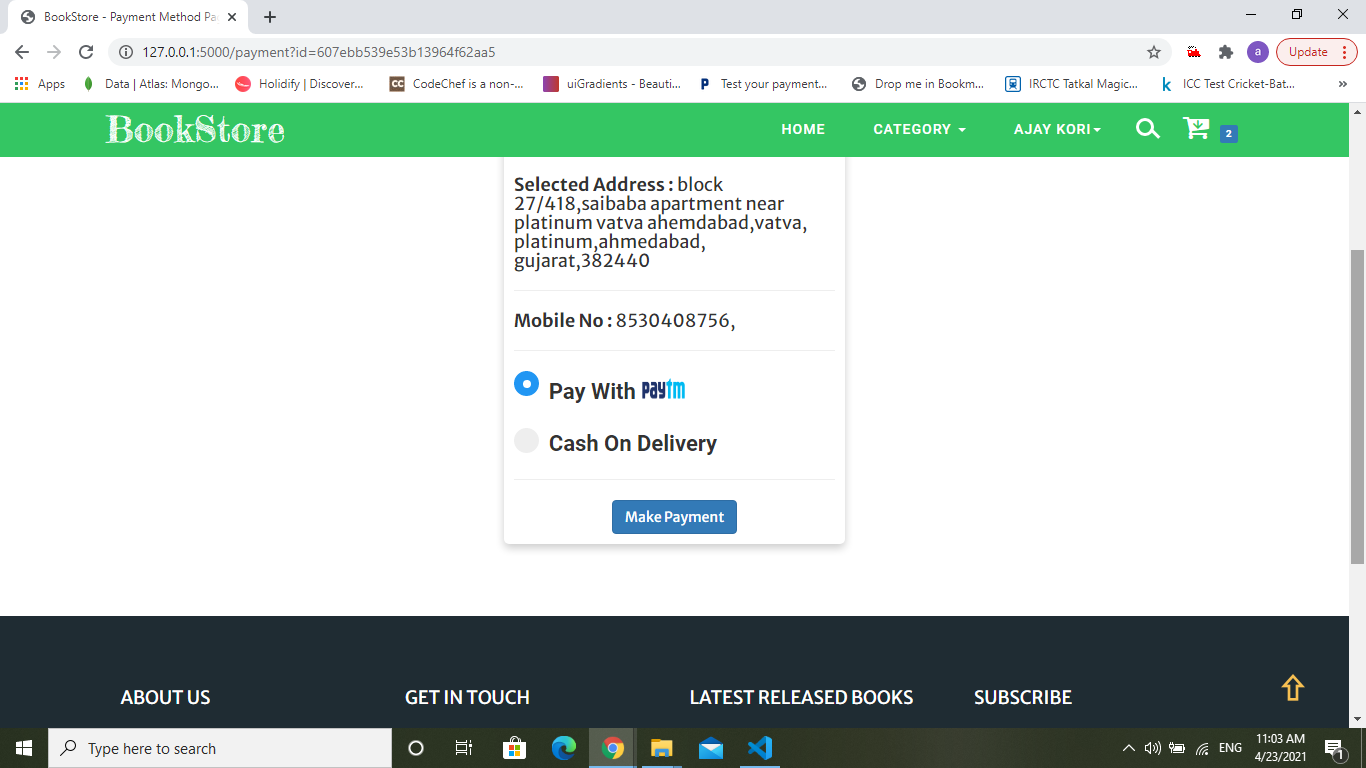 BookStore - Payment Method Pa
127.0.0.1:5000/payment?id=607ebb539e53b13964f62aa5
a
Update
Apps
Data | Atlas: Mongo...
Holidify | Discover...
CC
CodeChef is a non-...
uiGradients - Beauti...
P
Test your payment...
Drop me in Bookm...
IRCTC Tatkal Magic...
k
ICC Test Cricket-Bat...
»
BookStore
HOME
CATEGORY
AJAY KORI
2
Selected Address : block
27/418,saibaba apartment near
platinum vatva ahemdabad,vatva,
platinum,ahmedabad,
gujarat,382440
Mobile No : 8530408756,
Pay With paytm
Cash On Delivery
Make Payment
ABOUT US
GET IN TOUCH
LATEST RELEASED BOOKS
SUBSCRIBE
Type here to search
ENG
11:03 AM
4/23/2021
1